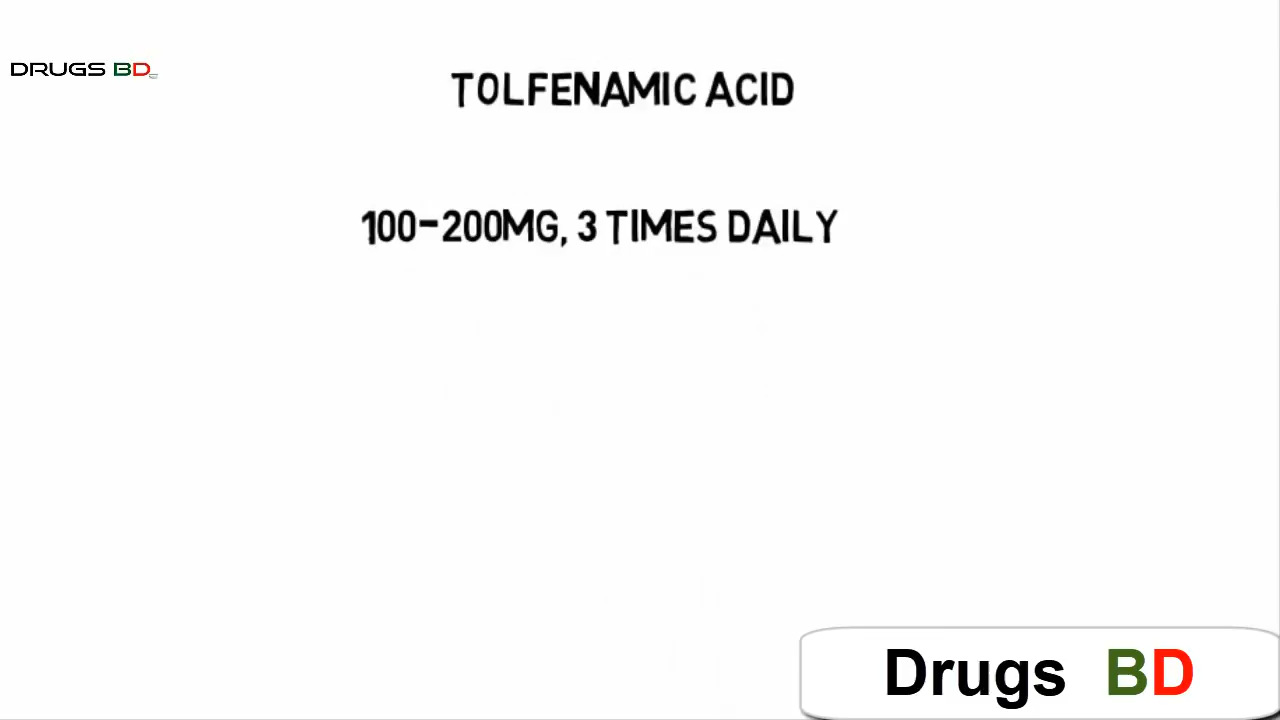 DRUGS BD
TOLFENAMIC ACID
100-200MG, 3 TIMES DAILY
Drugs BD